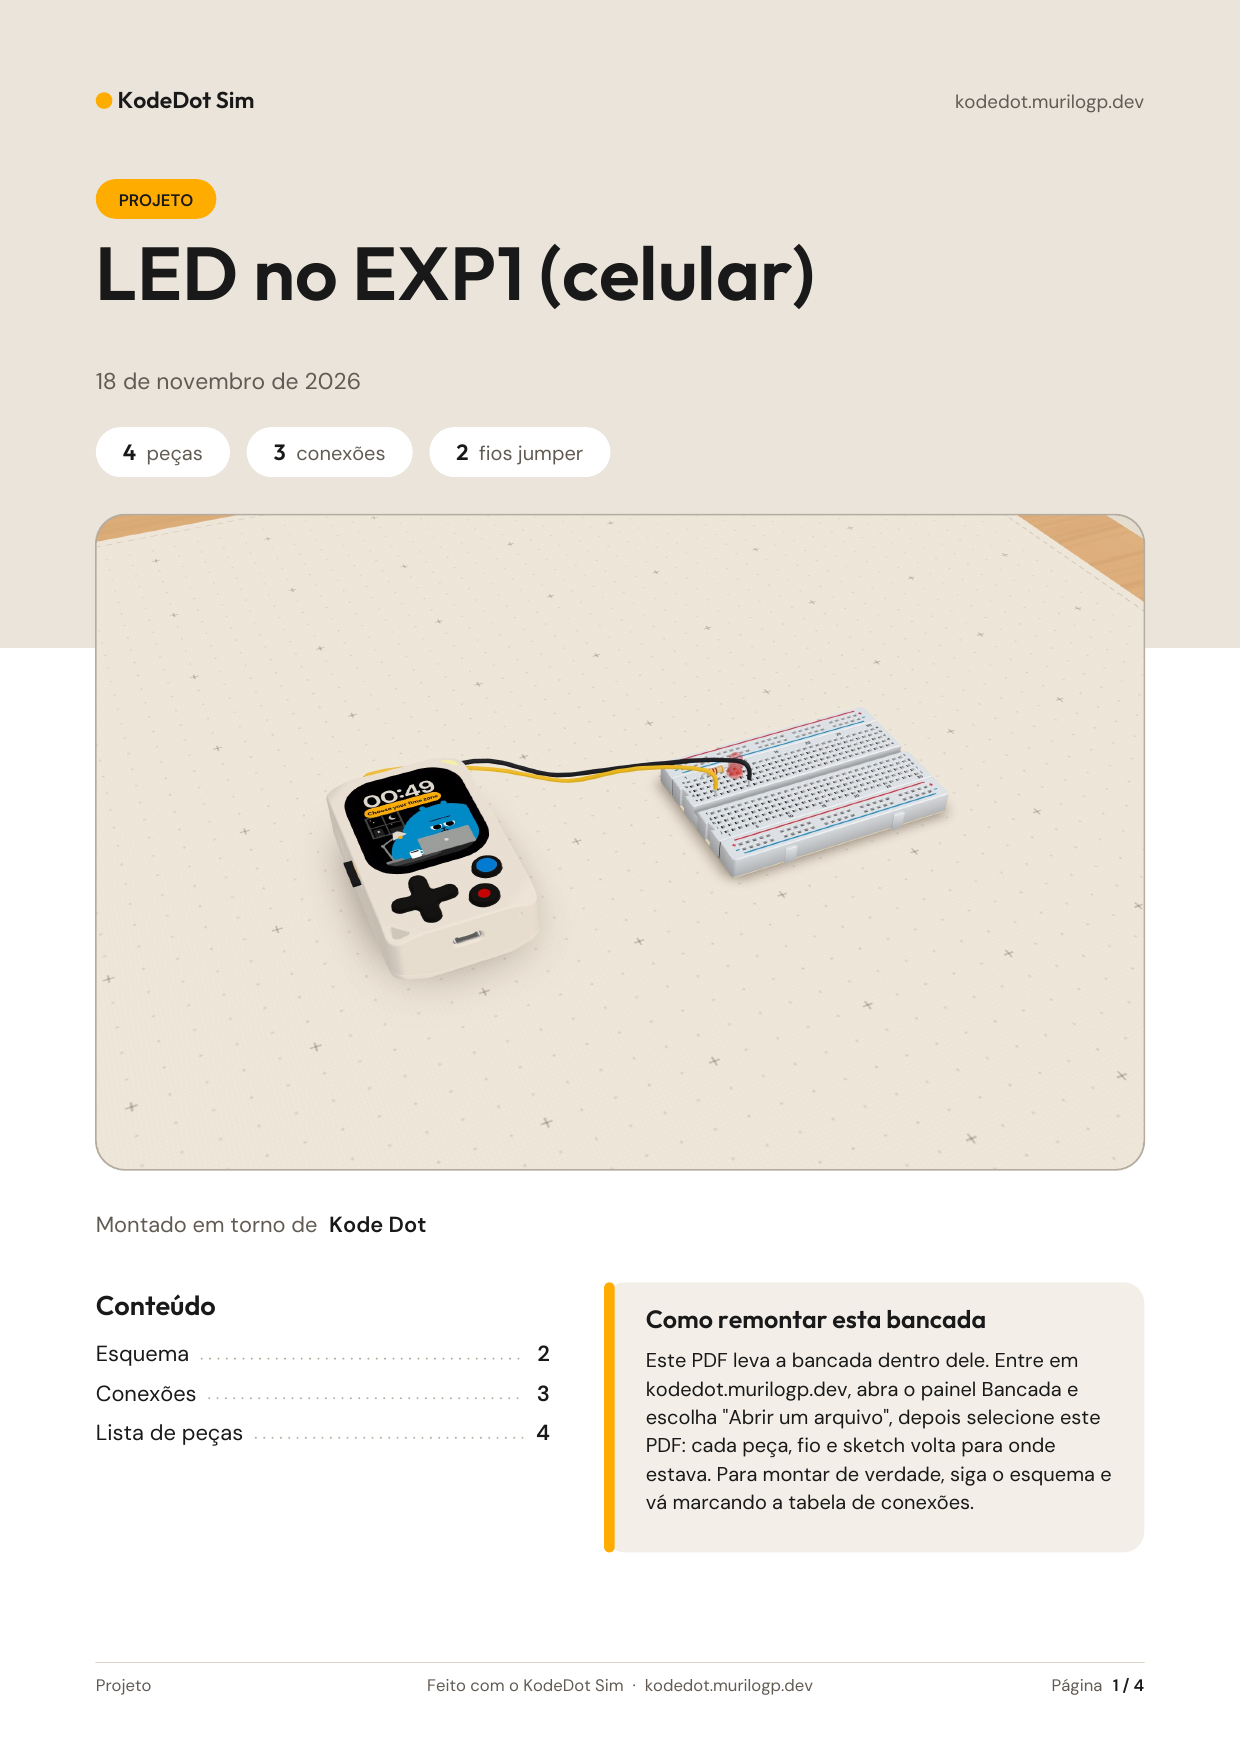 KodeDot Sim
kodedot.murilogp.dev
PROJETO
LED no EXP1 (celular)
18 de novembro de 2026
4 peças
3 conexões
2 fios jumper
00:49
Choose your time zone
Montado em torno de Kode Dot
Conteúdo
Esquema 2
Conexões 3
Lista de peças 4
Como remontar esta bancada
Este PDF leva a bancada dentro dele. Entre em
kodedot.murilogp.dev, abra o painel Bancada e
escolha "Abrir um arquivo", depois selecione este
PDF: cada peça, fio e sketch volta para onde
estava. Para montar de verdade, siga o esquema e
vá marcando a tabela de conexões.
Projeto
Feito com o KodeDot Sim · kodedot.murilogp.dev
Página 1 / 4